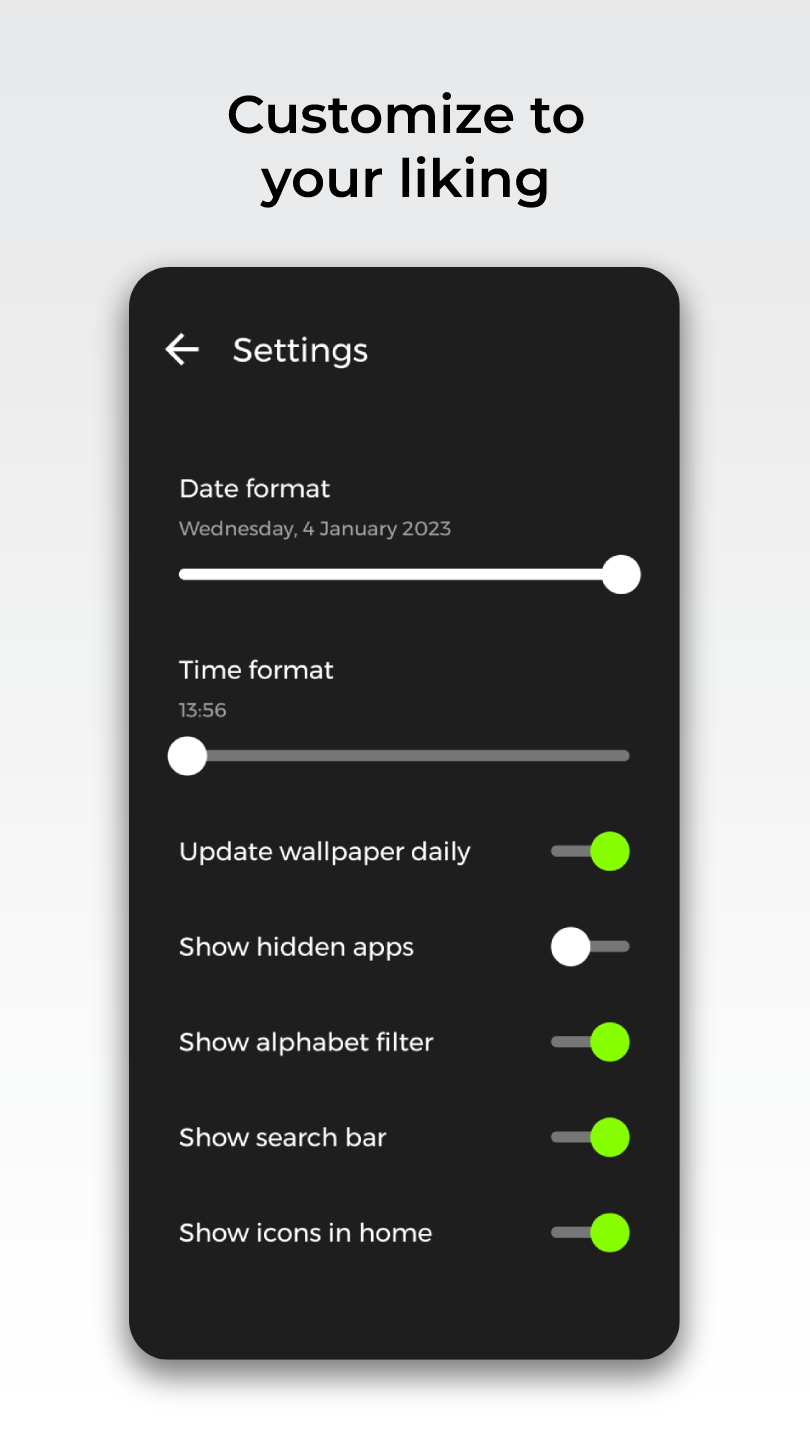 Customize to
your liking
Settings
Date format
Wednesday, 4 January 2023
Time format
13:56
Update wallpaper daily
Show hidden apps
Show alphabet filter
Show search bar
Show icons in home